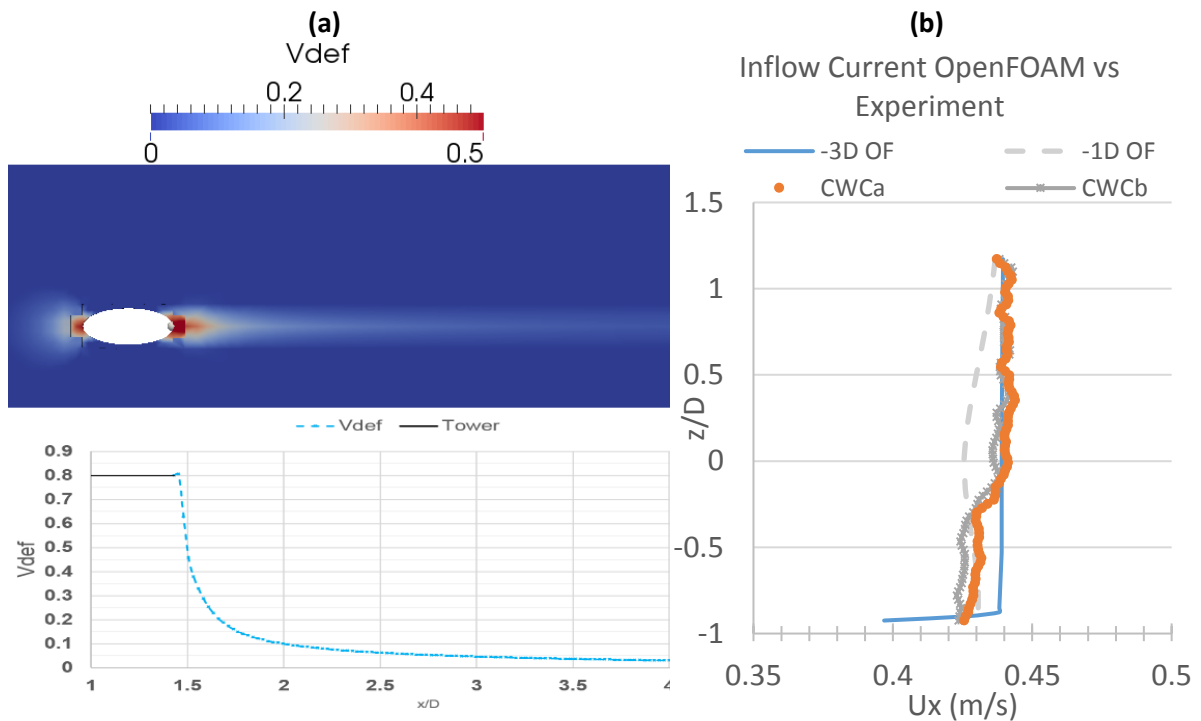 (a)
Vdef
0.2 0.4
0 0.5
Vdef Tower
0.9
0.8
0.7
0.6
0.5
0.4
0.3
0.2
0.1
0
Vdef
1 1.5 2 2.5 3 3.5 4
x/D
(b)
Inflow Current OpenFOAM vs
Experiment
-3D OF -1D OF
CWCa CWCb
1.5
1
0.5
0
-0.5
-1
z/D
0.35 0.4 0.45 0.5
Ux (m/s)